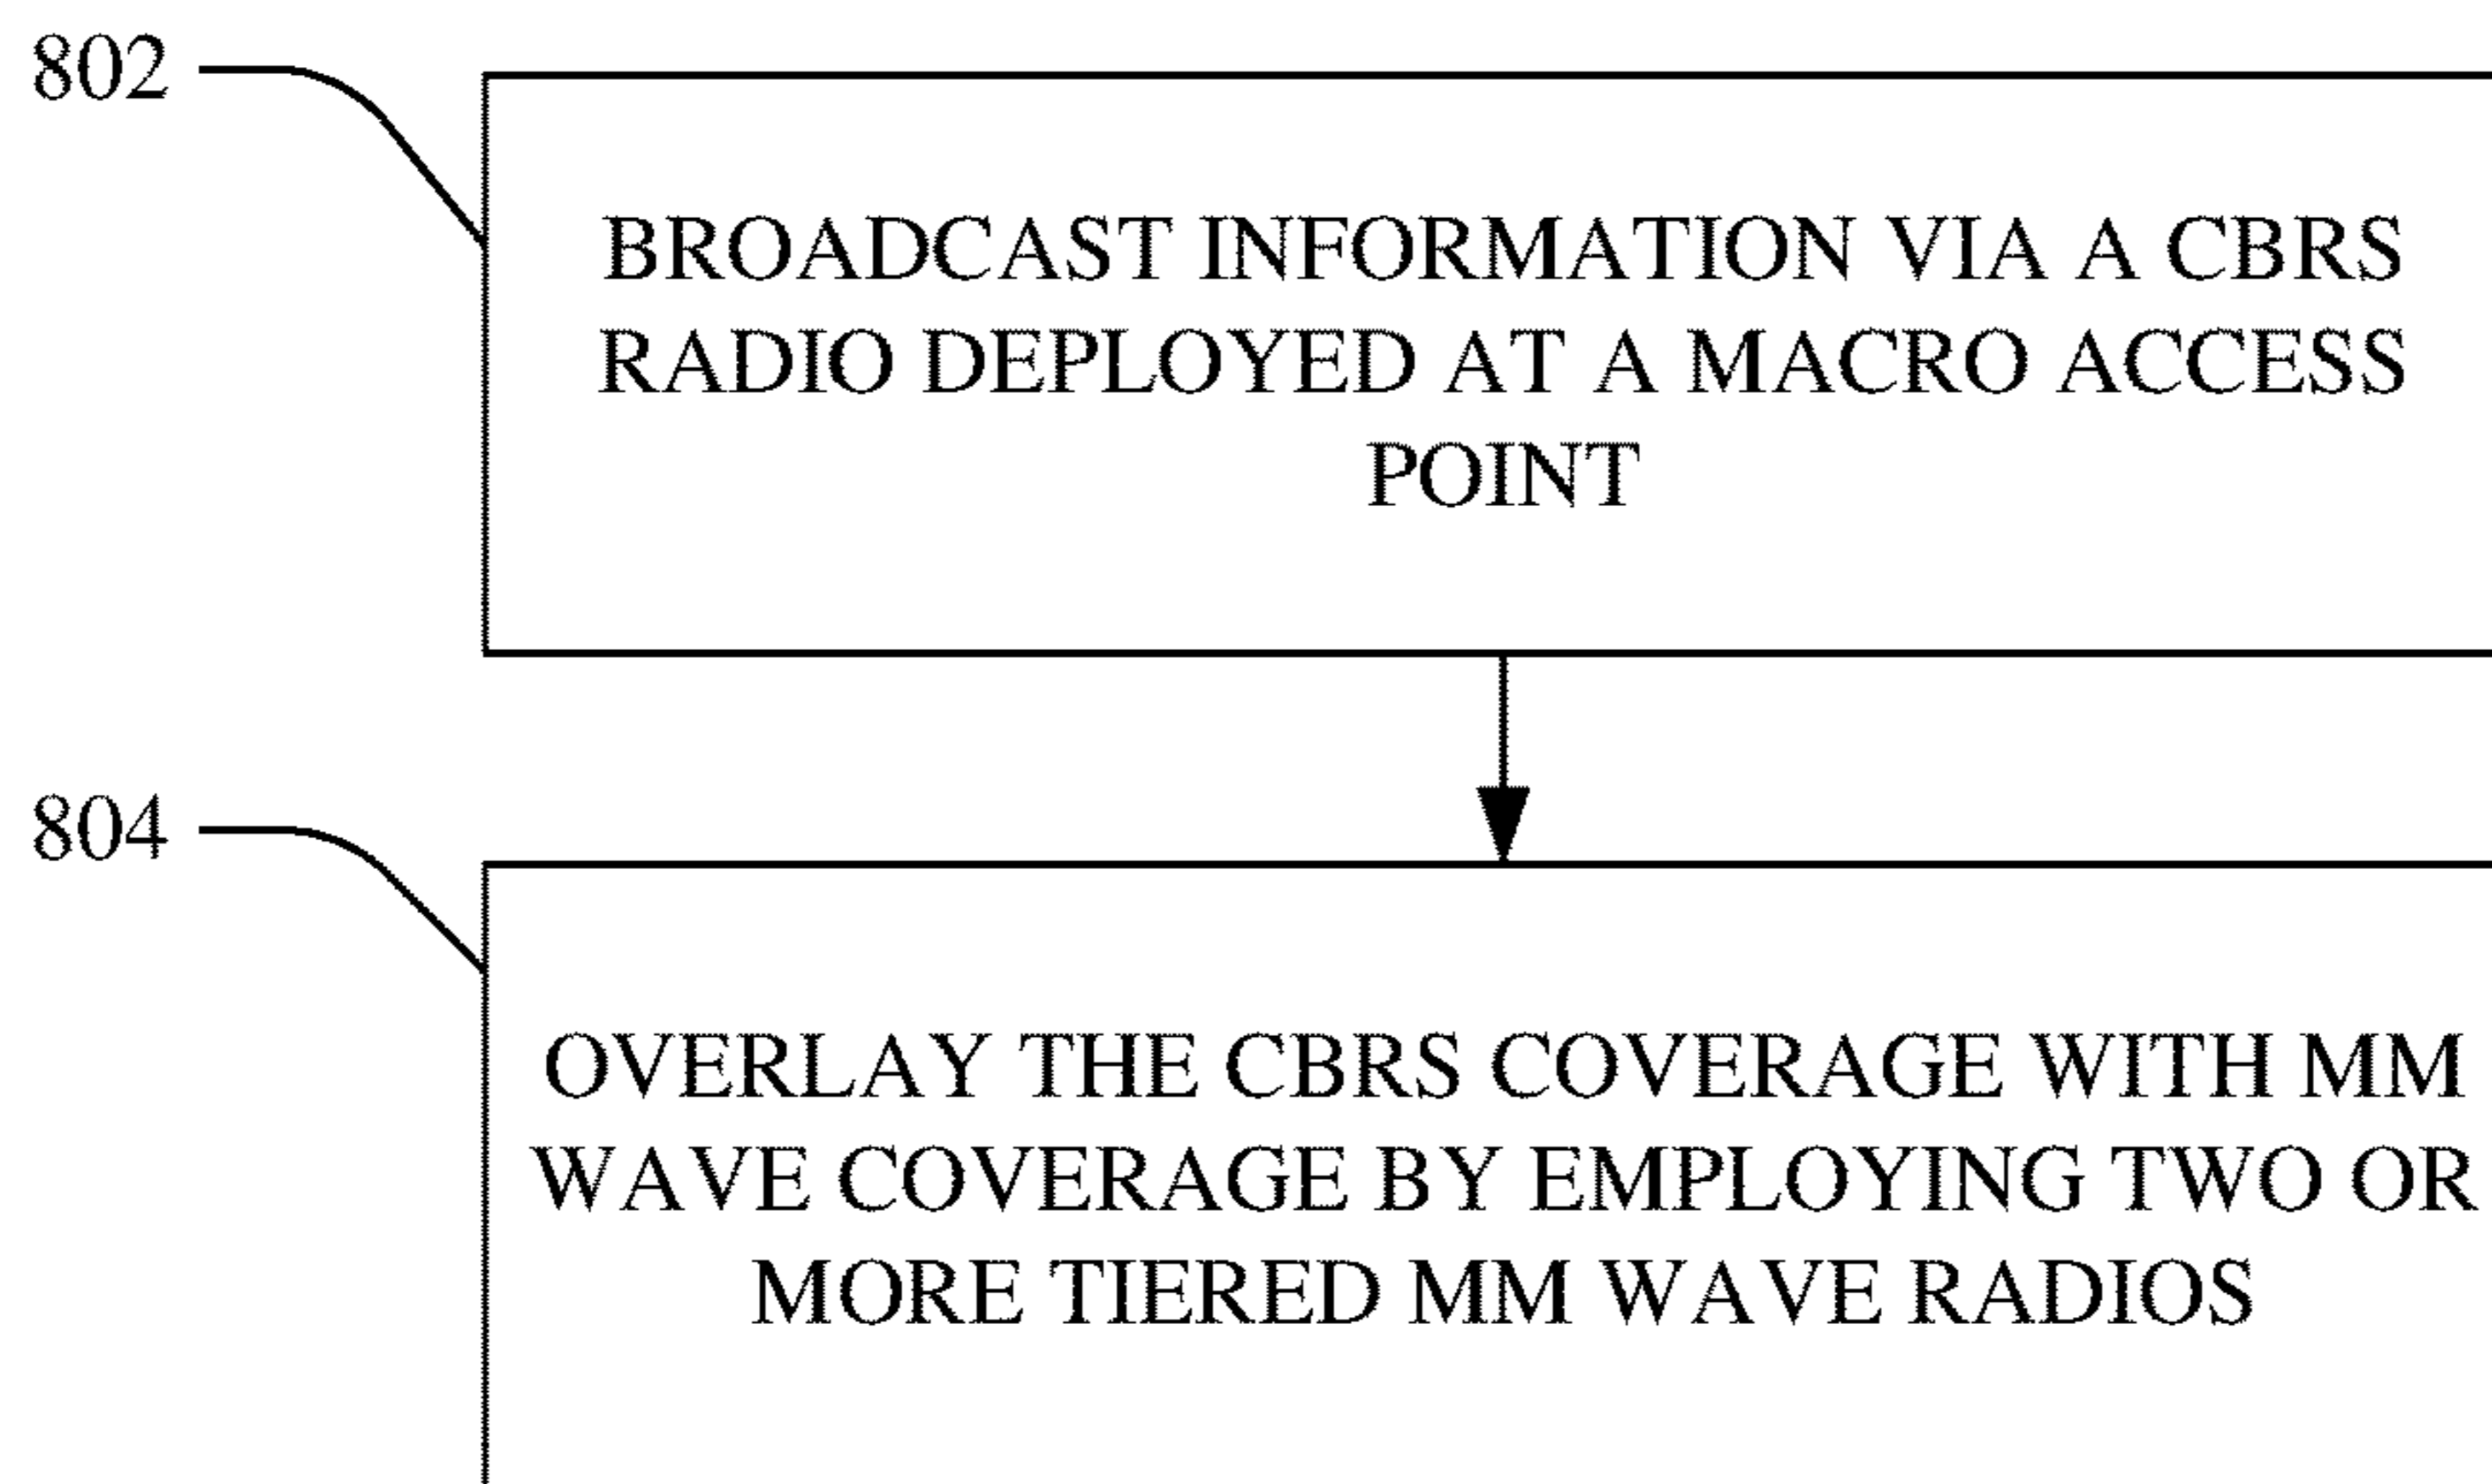 802
BROADCAST INFORMATION VIA A CBRS
RADIO DEPLOYED AT A MACRO ACCESS
POINT
804
OVERLAY THE CBRS COVERAGE WITH MM
WAVE COVERAGE BY EMPLOYING TWO OR
MORE TIERED MM WAVE RADIOS